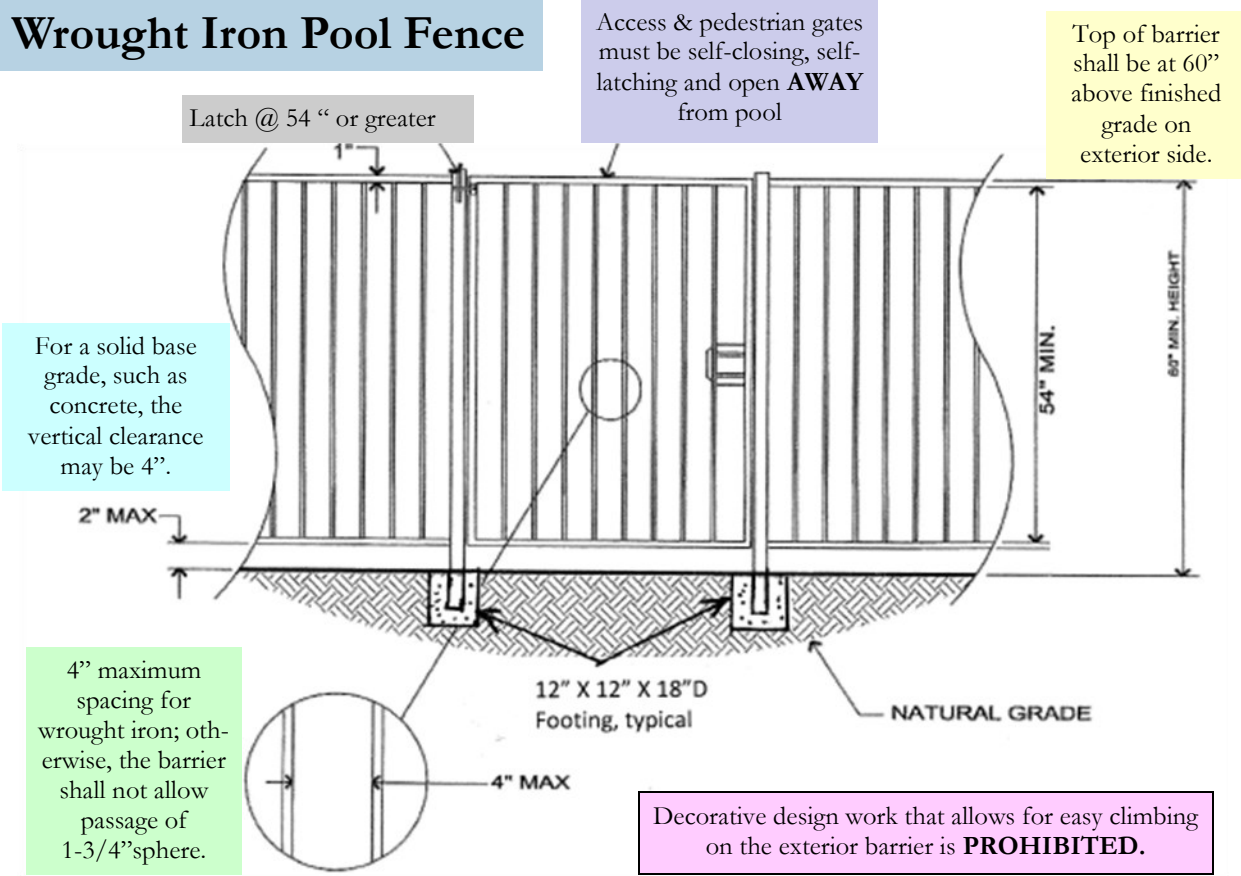 Wrought Iron Pool Fence
Access & pedestrian gates
must be self-closing, self-
latching and open AWAY
from pool
Top of barrier
shall be at 60”
above finished
grade on
exterior side.
Latch @ 54 “ or greater
1"
54" MIN.
60" MIN. HEIGHT
For a solid base
grade, such as
concrete, the
vertical clearance
may be 4”.
2" MAX
4” maximum
spacing for
wrought iron; oth-
erwise, the barrier
shall not allow
passage of
1-3/4”sphere.
12” X 12” X 18”D
Footing, typical
NATURAL GRADE
4" MAX
Decorative design work that allows for easy climbing
on the exterior barrier is PROHIBITED.